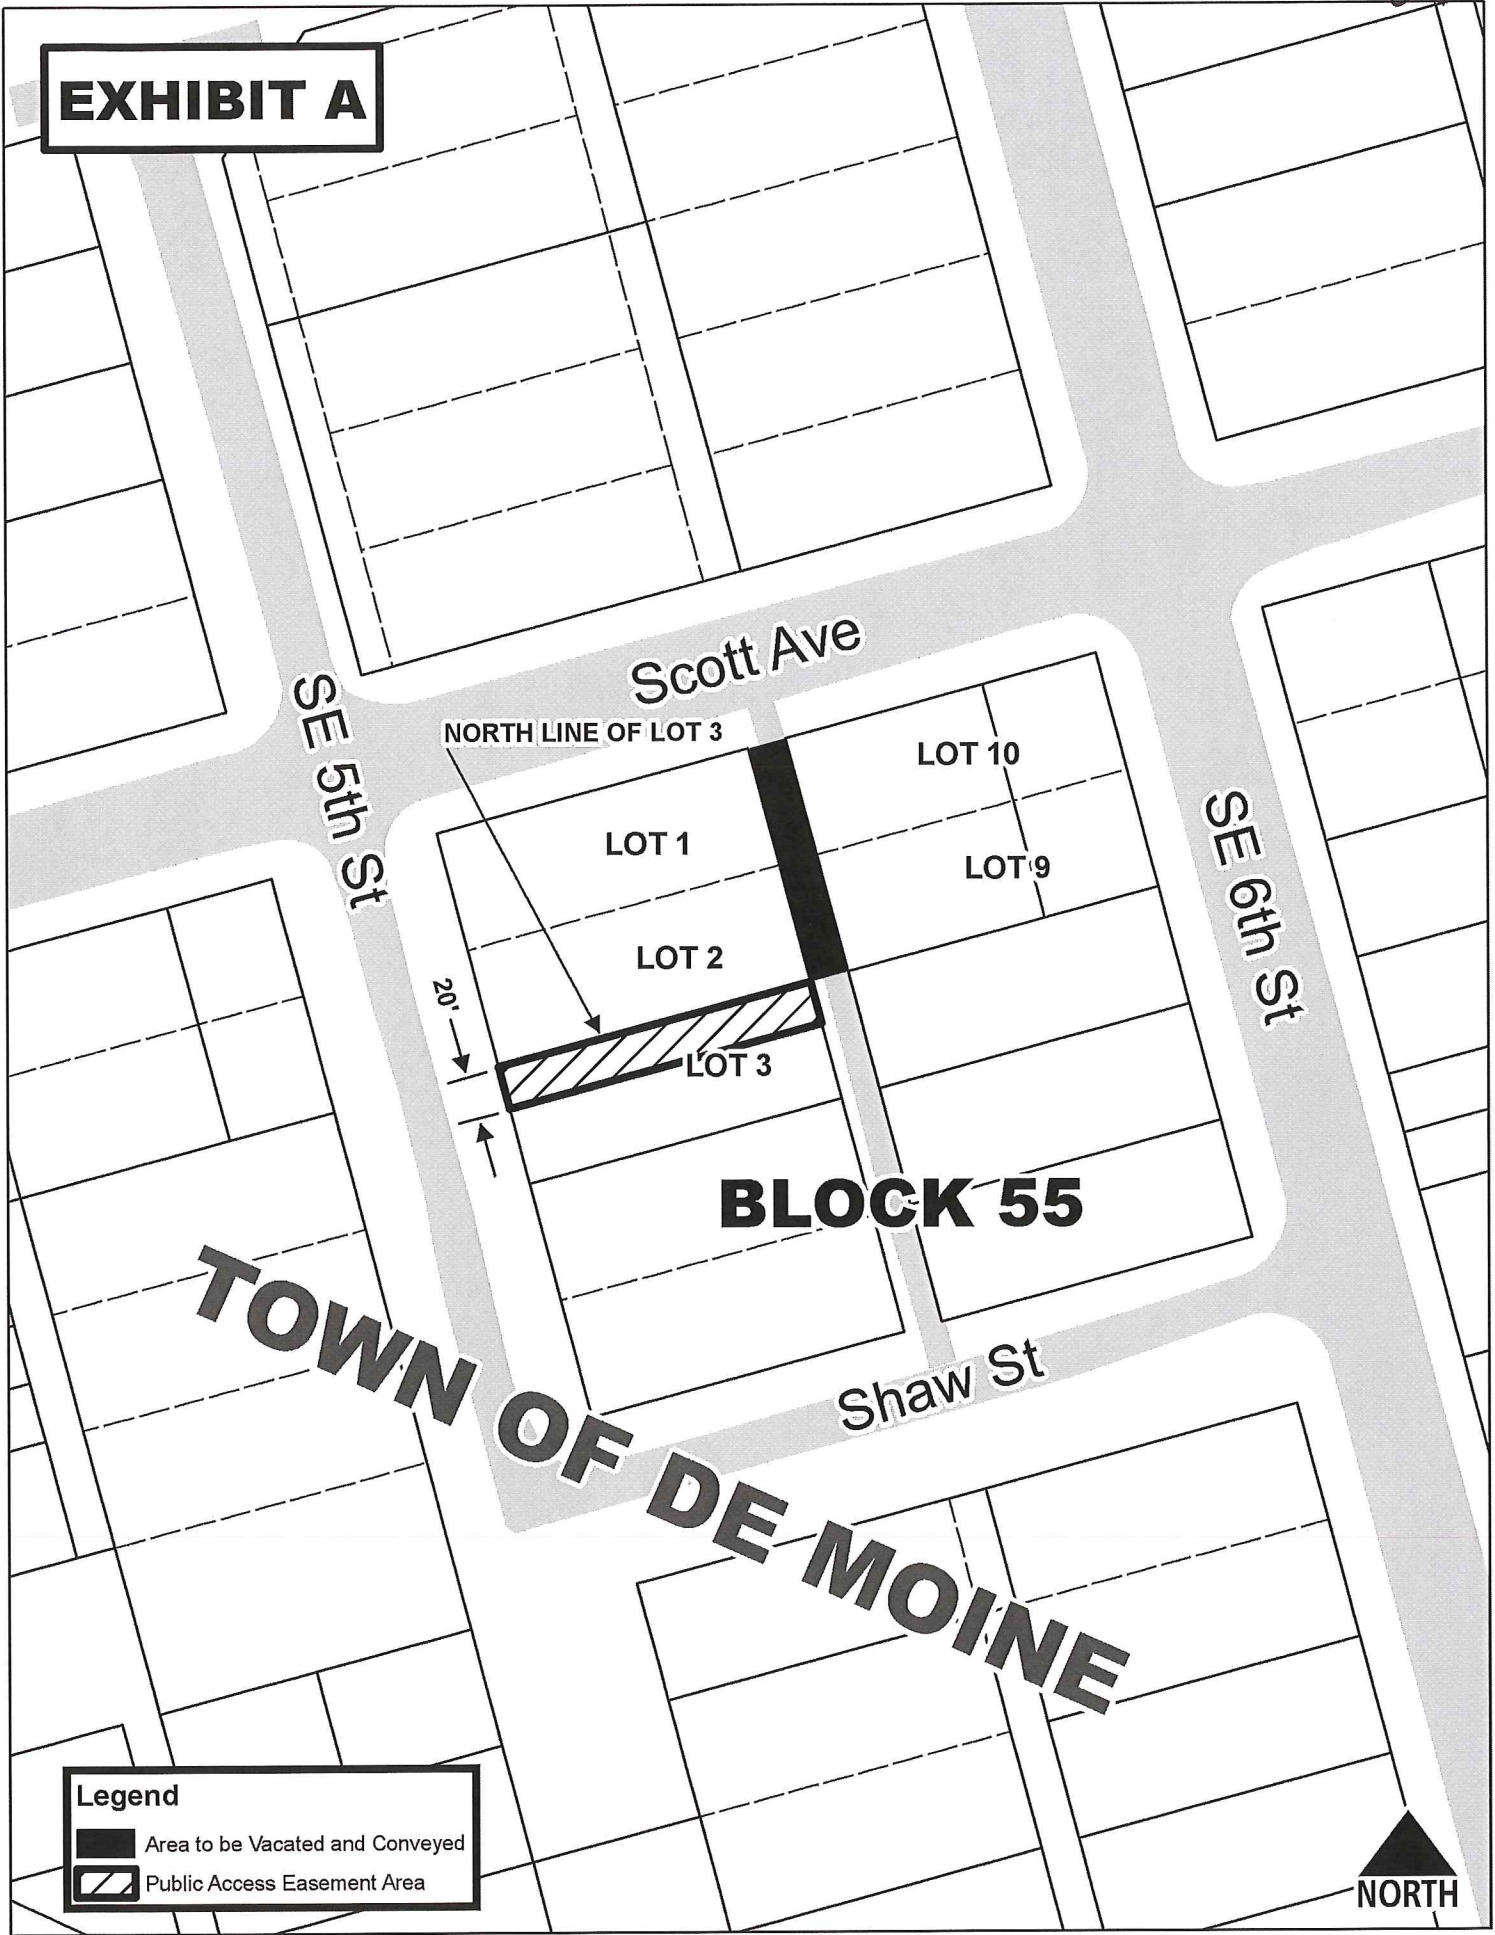 EXHIBIT A
Scott Ave
SE 5th St
NORTH LINE OF LOT 3
LOT 10
LOT 1
LOT 9
SE 6th St
LOT 2
20'
LOT 3
BLOCK 55
TOWN OF DE MOINE
Shaw St
Legend
Area to be Vacated and Conveyed
Public Access Easement Area
NORTH